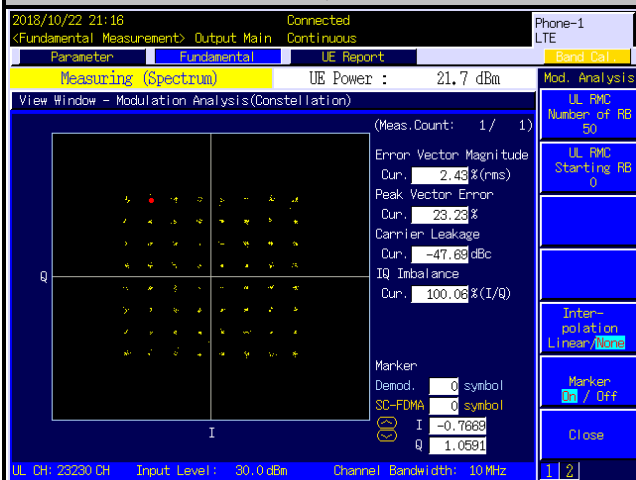 2018/10/22 21:16 Connected Phone-1
<Fundamental Measurement> Output Main Continuous LTE
Parameter Fundamental UE Report Band Cal.
Measuring (Spectrum) UE Power : 21.7 dBm Mod. Analysis
View Window - Modulation Analysis(Constellation)
UL RMC
Number of RB
50
(Meas.Count: 1/ 1)
Error Vector Magnitude
Cur. 2.43 %(rms)
Peak Vector Error
Cur. 23.23 %
Carrier Leakage
Cur. -47.69 dBc
IQ Imbalance
Cur. 100.06 %(I/Q)
UL RMC
Starting RB
0
Q
I
Inter-
polation
Linear/None
Marker
Demod. 0 symbol
SC-FDMA 0 symbol
I -0.7669
Q 1.0591
Marker
On / Off
Close
UL CH: 23230 CH Input Level: 30.0 dBm Channel Bandwidth: 10 MHz 1 2